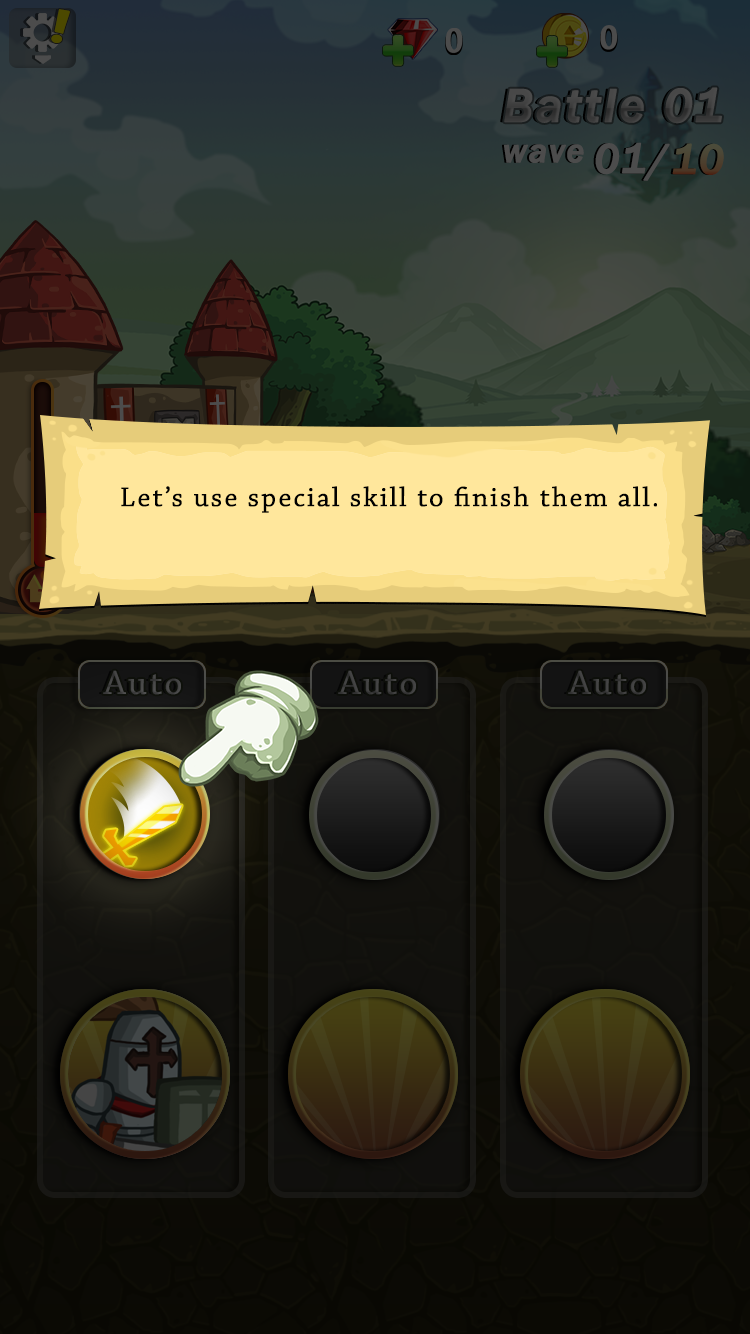 0 0
Battle 01
wave 01/10
Let’s use special skill to finish them all.
Auto Auto Auto